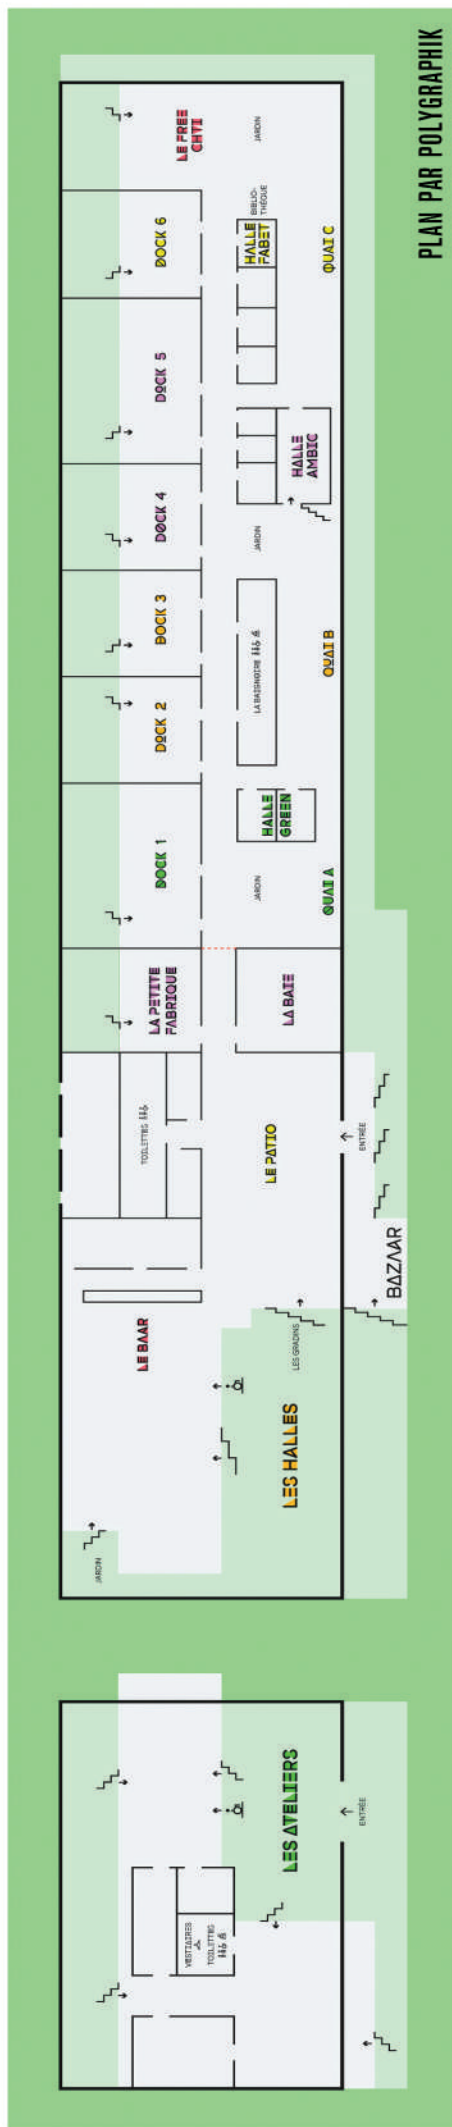 PLAN PAR POLYGRAPHIK
LE FREE
CHTI
JARDIN
DOCK 6
BIBLIO-
THÈQUE
HALLE
FABET
QUAI C
DOCK 5
HALLE
AMBIC
DOCK 4
JARDIN
DOCK 3
LA BAIGNOIRE
QUAI B
DOCK 2
DOCK 1
HALLE
GREEN
JARDIN
QUAI A
LA PETITE
FABRIQUE
LA BAIE
TOILETTES
LE PATIO
ENTRÉE
BAZAAR
LE BAAR
LES GRADINS
LES HALLES
JARDIN
LES ATELIERS
ENTRÉE
VESTIAIRES
&
TOILETTES